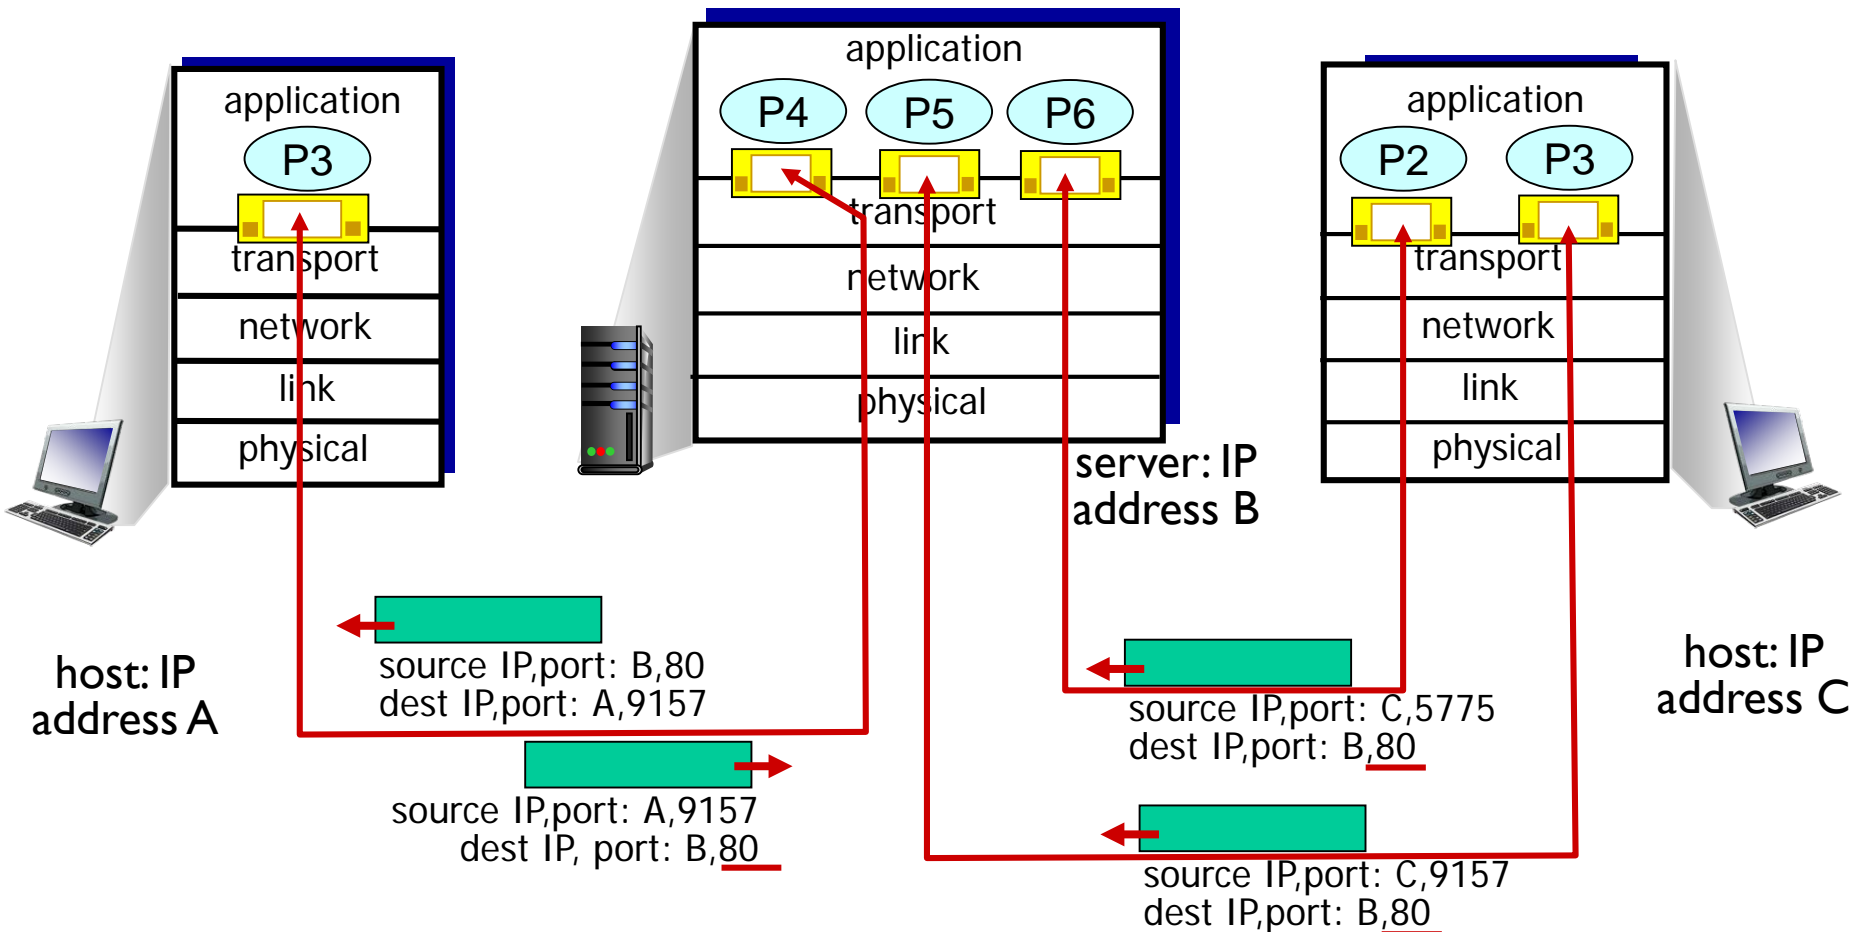 application
P3
transport
network
link
physical
host: IP
address A
application
P4
P5
P6
transport
network
link
physical
server: IP
address B
application
P2
P3
transport
network
link
physical
host: IP
address C
source IP,port: B,80
dest IP,port: A,9157
source IP,port: A,9157
dest IP, port: B,80
source IP,port: C,5775
dest IP,port: B,80
source IP,port: C,9157
dest IP,port: B,80